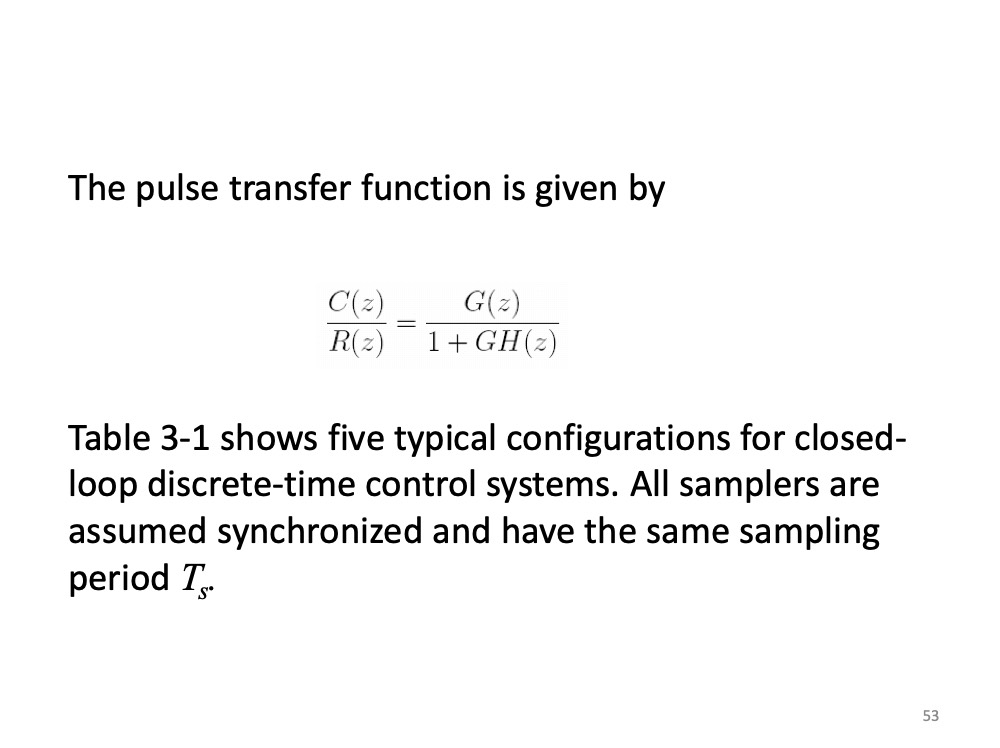 The pulse transfer function is given by
C(z)/R(z) = G(z)/(1 + GH(z))
Table 3-1 shows five typical configurations for closed-
loop discrete-time control systems. All samplers are
assumed synchronized and have the same sampling
period Tₛ.
53